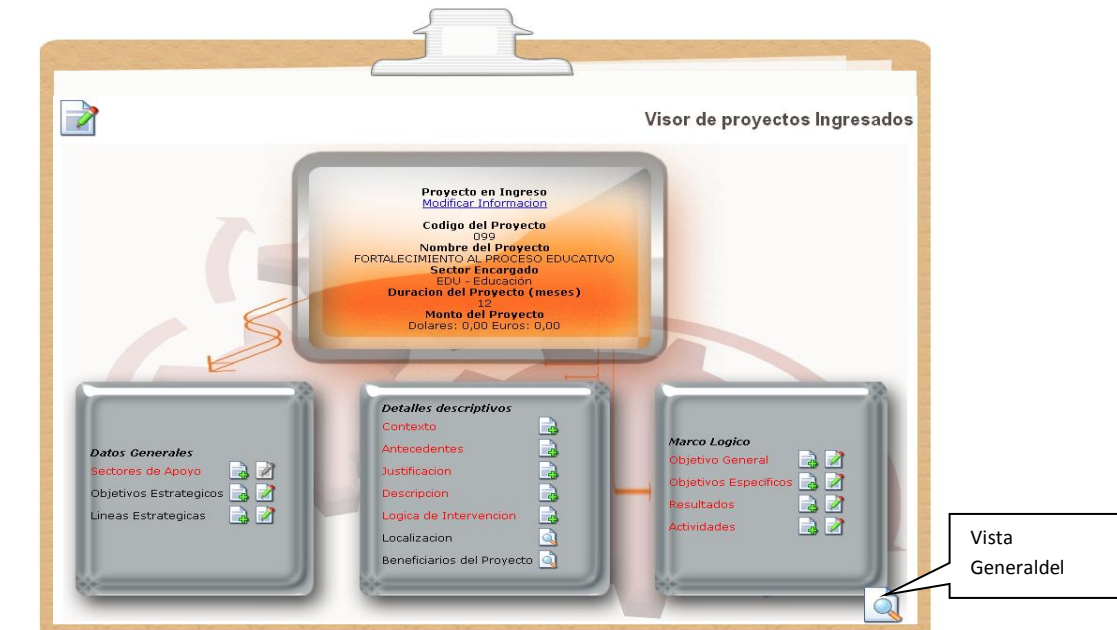 Visor de proyectos Ingresados
Proyecto en Ingreso
Modificar Informacion
Codigo del Proyecto
099
Nombre del Proyecto
FORTALECIMIENTO AL PROCESO EDUCATIVO
Sector Encargado
EDU - Educación
Duracion del Proyecto (meses)
12
Monto del Proyecto
Dolares: 0,00 Euros: 0,00
Datos Generales
Sectores de Apoyo
Objetivos Estrategicos
Lineas Estrategicas
Detalles descriptivos
Contexto
Antecedentes
Justificacion
Descripcion
Logica de Intervencion
Localizacion
Beneficiarios del Proyecto
Marco Logico
Objetivo General
Objetivos Específicos
Resultados
Actividades
Vista
Generaldel